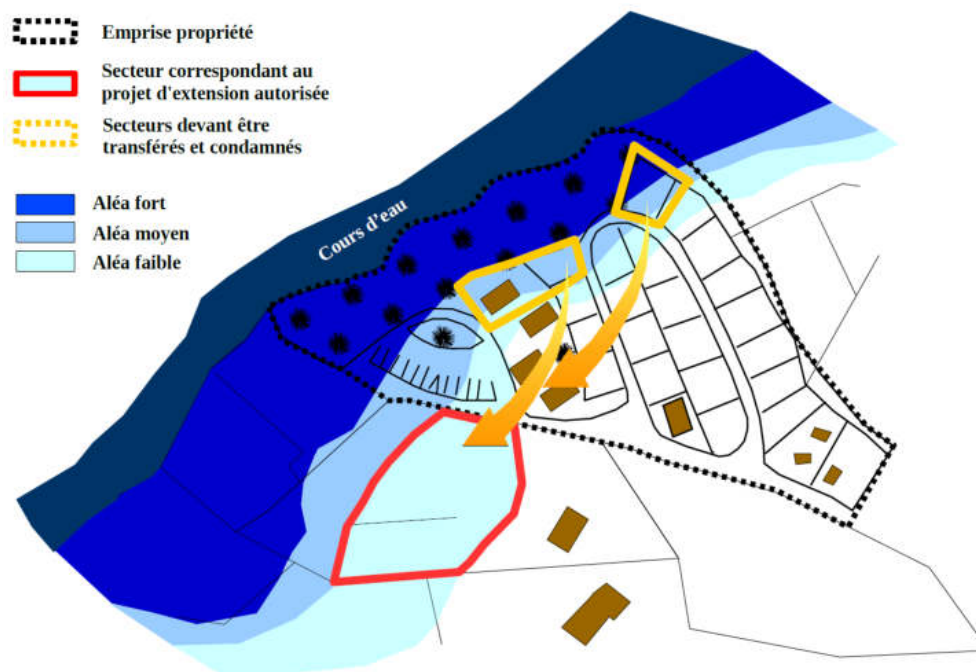 Emprise propriété
Secteur correspondant au
projet d'extension autorisée
Secteurs devant être
transférés et condamnés
Aléa fort
Aléa moyen
Aléa faible
Cours d'eau